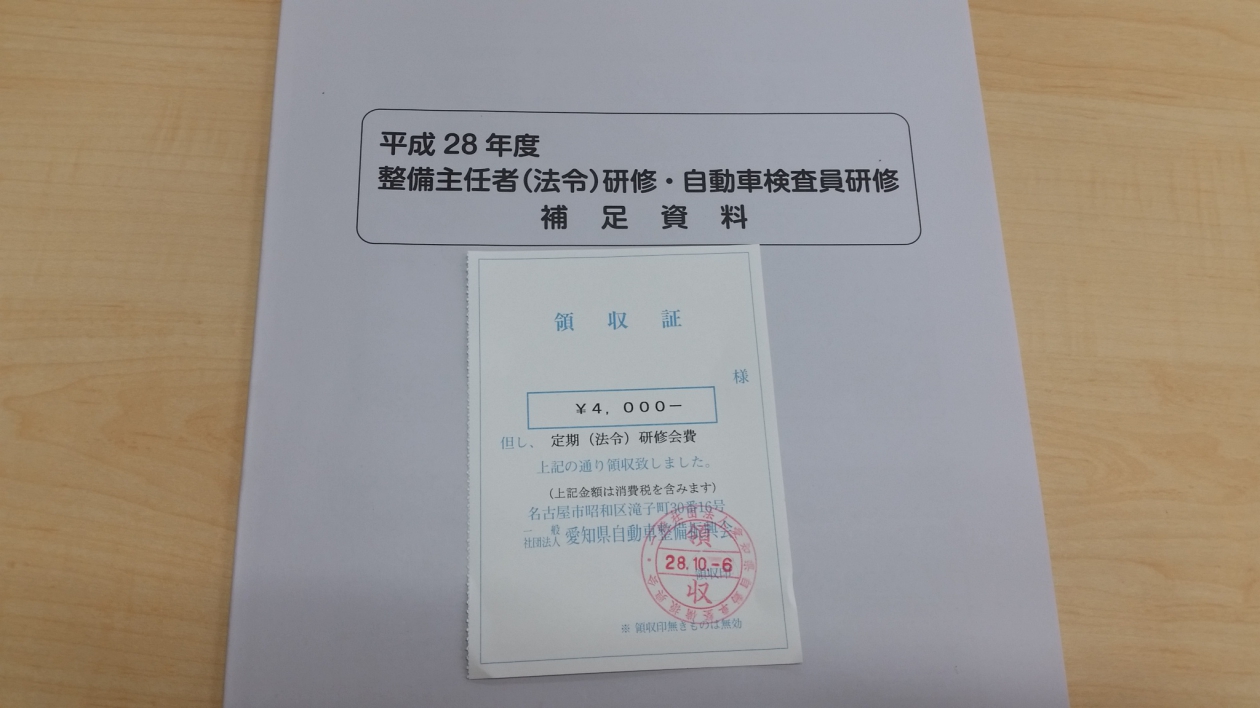 平成 28 年度
整備主任者(法令)研修・自動車検査員研修
補 足 資 料
領 収 証
様
¥4, 000−
但し、 定期(法令)研修会費
上記の通り領収致しました。
(上記金額は消費税を含みます)
名古屋市昭和区滝子町30番16号
一般社団法人 愛知県自動車整備振興会
領
28.10.-6
収
領収印
※ 領収印無きものは無効